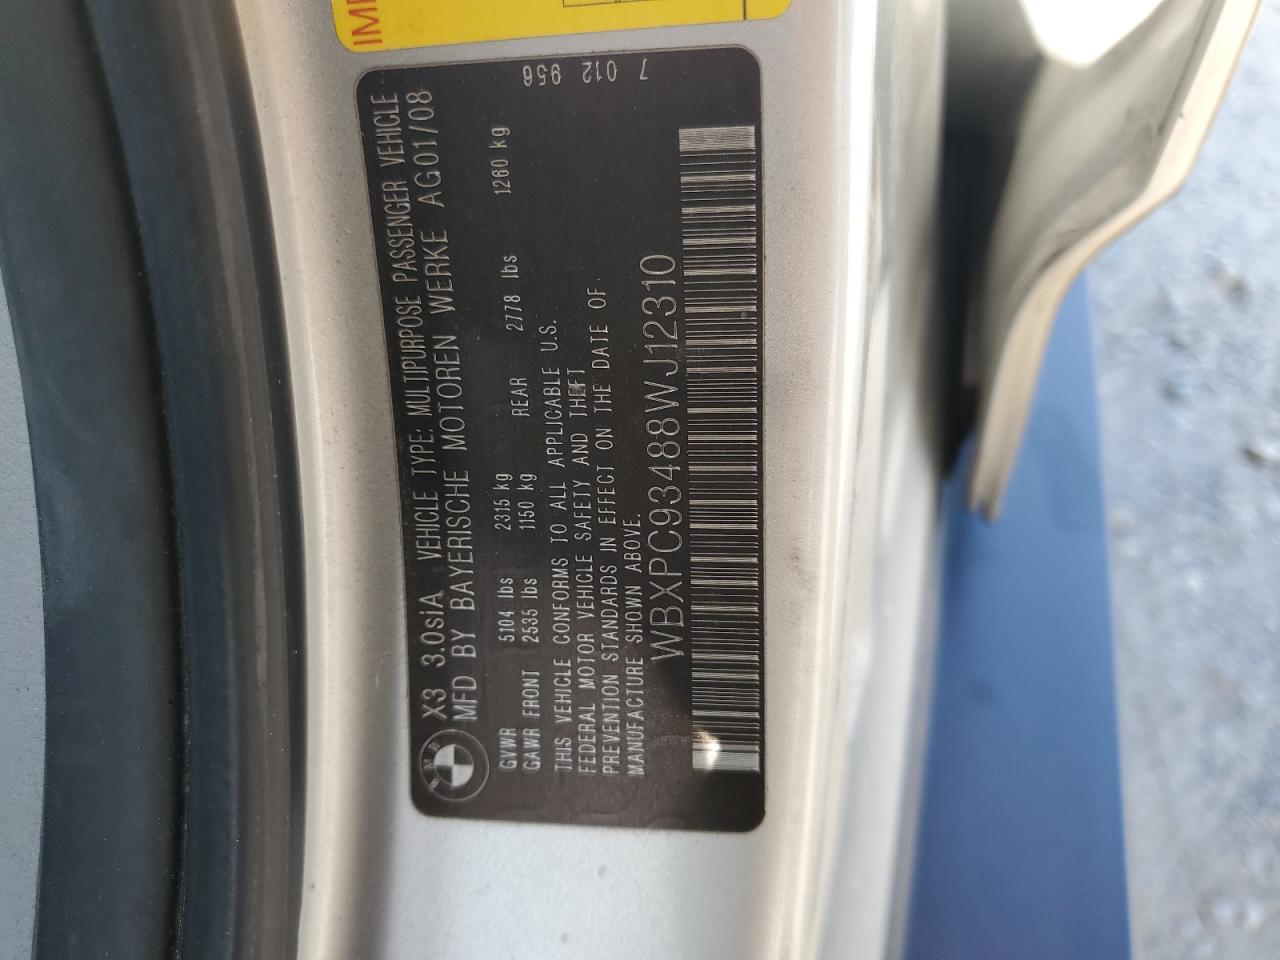 IM
X3 3.0siA VEHICLE TYPE: MULTIPURPOSE PASSENGER VEHICLE
MFD BY BAYERISCHE MOTOREN WERKE AG01/08
GVWR 5104 lbs 2315 kg
GAWR FRONT 2535 lbs 1150 kg REAR 2778 lbs 1260 kg
THIS VEHICLE CONFORMS TO ALL APPLICABLE U.S.
FEDERAL MOTOR VEHICLE SAFETY AND THEFT
PREVENTION STANDARDS IN EFFECT ON THE DATE OF
MANUFACTURE SHOWN ABOVE.
WBXPC93488WJ12310
7 012 956
BMW